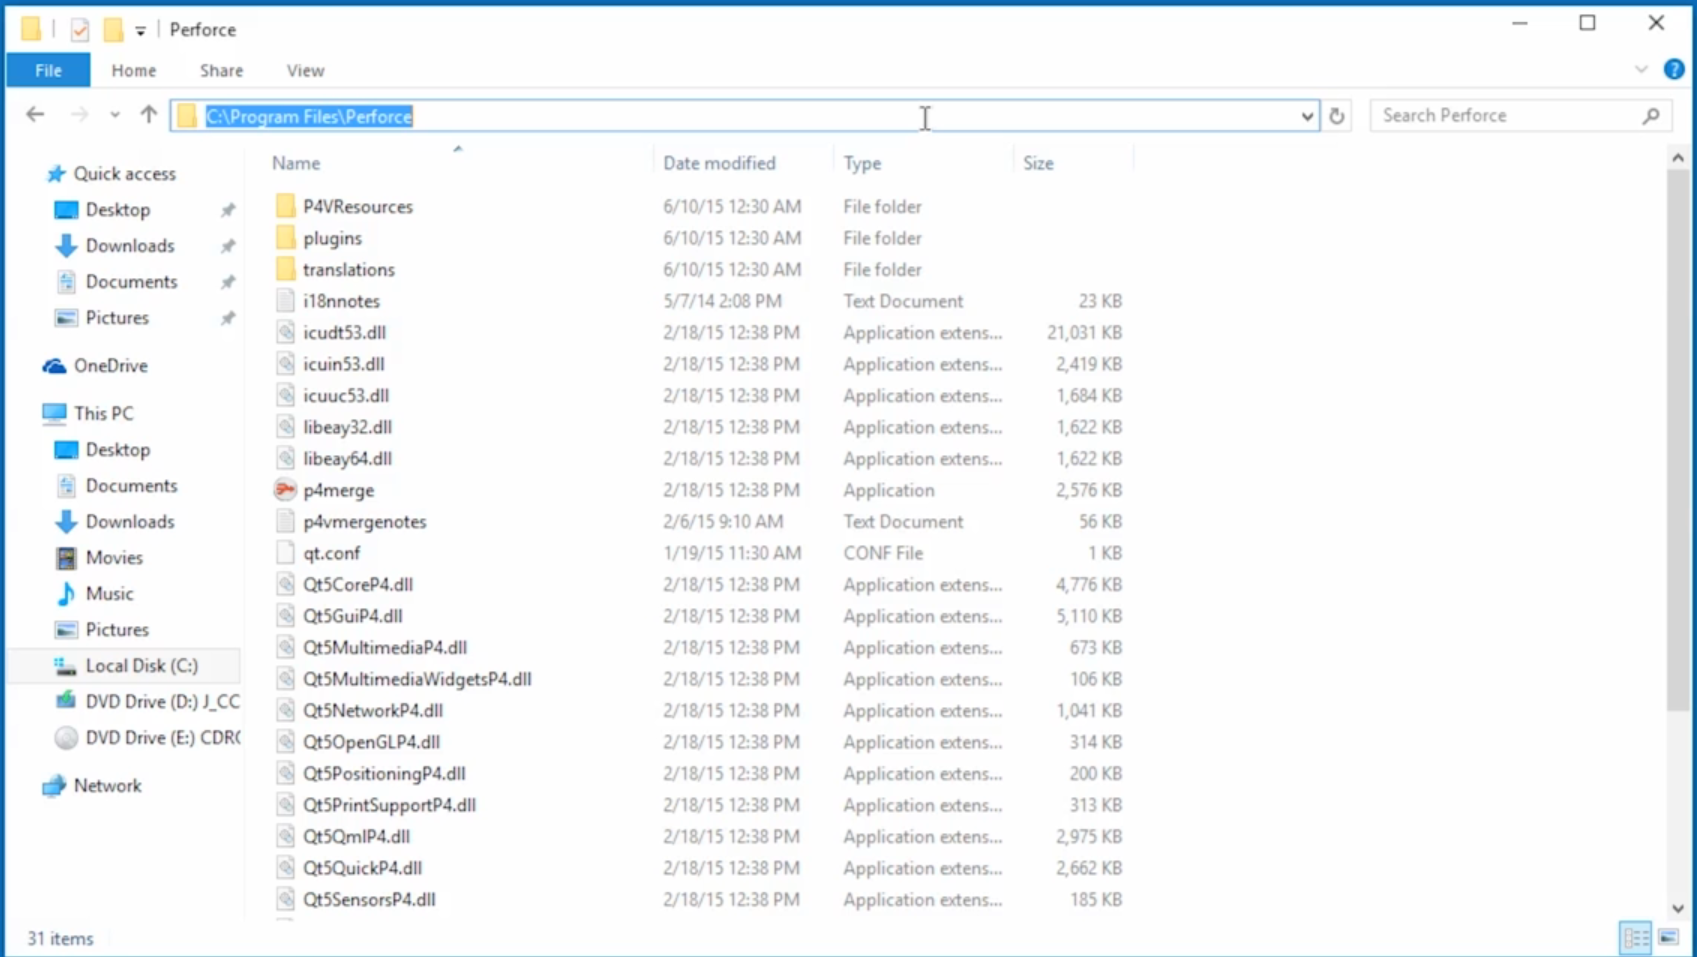 Perforce
File Home Share View
C:\Program Files\Perforce Search Perforce
Name Date modified Type Size
Quick access
Desktop
Downloads
Documents
Pictures
OneDrive
This PC
Desktop
Documents
Downloads
Movies
Music
Pictures
Local Disk (C:)
DVD Drive (D:) J_CC
DVD Drive (E:) CDR
Network
P4VResources 6/10/15 12:30 AM File folder
plugins 6/10/15 12:30 AM File folder
translations 6/10/15 12:30 AM File folder
i18nnotes 5/7/14 2:08 PM Text Document 23 KB
icudt53.dll 2/18/15 12:38 PM Application extens... 21,031 KB
icuin53.dll 2/18/15 12:38 PM Application extens... 2,419 KB
icuuc53.dll 2/18/15 12:38 PM Application extens... 1,684 KB
libeay32.dll 2/18/15 12:38 PM Application extens... 1,622 KB
libeay64.dll 2/18/15 12:38 PM Application extens... 1,622 KB
p4merge 2/18/15 12:38 PM Application 2,576 KB
p4vmergenotes 2/6/15 9:10 AM Text Document 56 KB
qt.conf 1/19/15 11:30 AM CONF File 1 KB
Qt5CoreP4.dll 2/18/15 12:38 PM Application extens... 4,776 KB
Qt5GuiP4.dll 2/18/15 12:38 PM Application extens... 5,110 KB
Qt5MultimediaP4.dll 2/18/15 12:38 PM Application extens... 673 KB
Qt5MultimediaWidgetsP4.dll 2/18/15 12:38 PM Application extens... 106 KB
Qt5NetworkP4.dll 2/18/15 12:38 PM Application extens... 1,041 KB
Qt5OpenGLP4.dll 2/18/15 12:38 PM Application extens... 314 KB
Qt5PositioningP4.dll 2/18/15 12:38 PM Application extens... 200 KB
Qt5PrintSupportP4.dll 2/18/15 12:38 PM Application extens... 313 KB
Qt5QmlP4.dll 2/18/15 12:38 PM Application extens... 2,975 KB
Qt5QuickP4.dll 2/18/15 12:38 PM Application extens... 2,662 KB
Qt5SensorsP4.dll 2/18/15 12:38 PM Application extens... 185 KB
31 items